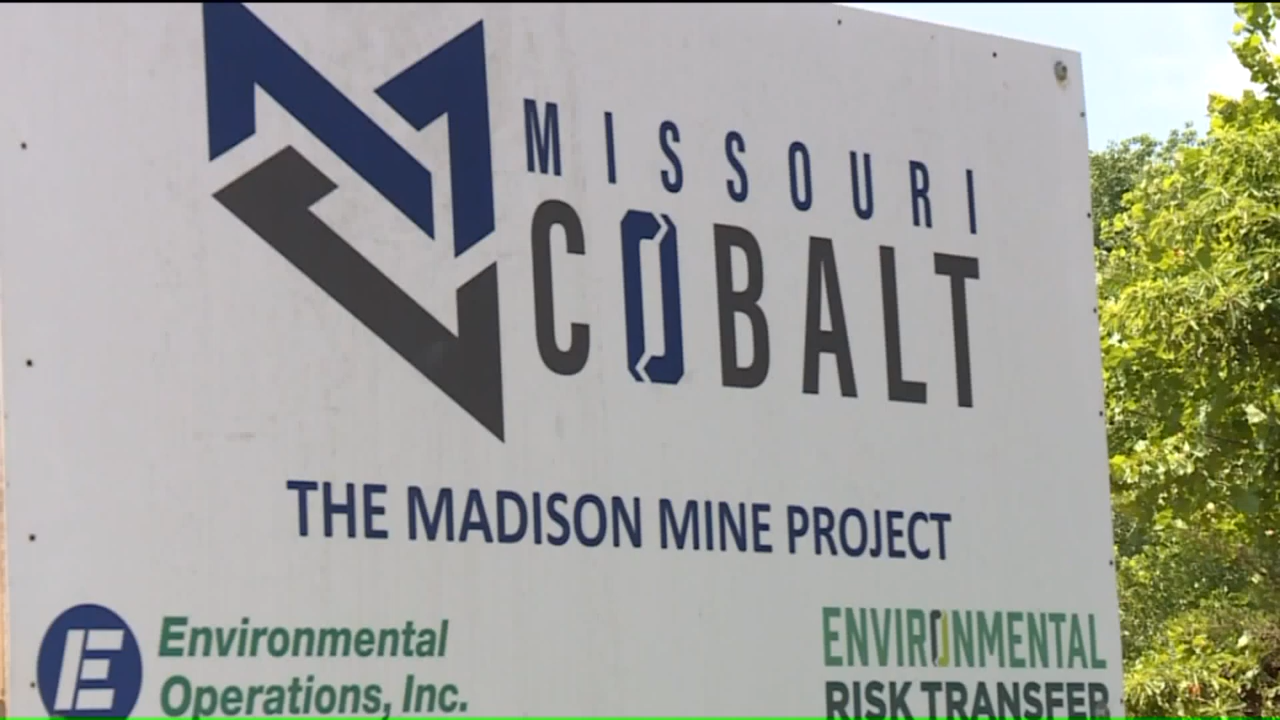 MISSOURI
COBALT
THE MADISON MINE PROJECT
Environmental
Operations, Inc.
ENVIRONMENTAL
RISK TRANSFER